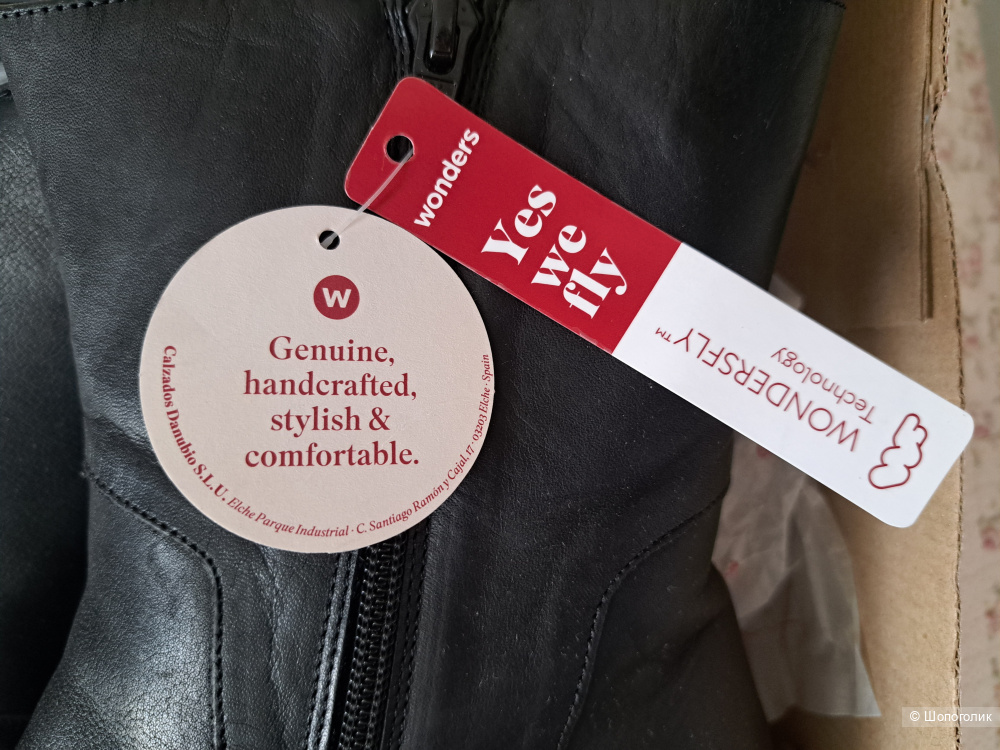 wonders
Yes
we
fly
WONDERSFLY™
Technology
W
Genuine,
handcrafted,
stylish &
comfortable.
Calzados Danubio S.L.U. Elche Parque Industrial · C. Santiago Ramón y Cajal, 17 · 03203 Elche · Spain
© Шопоголик